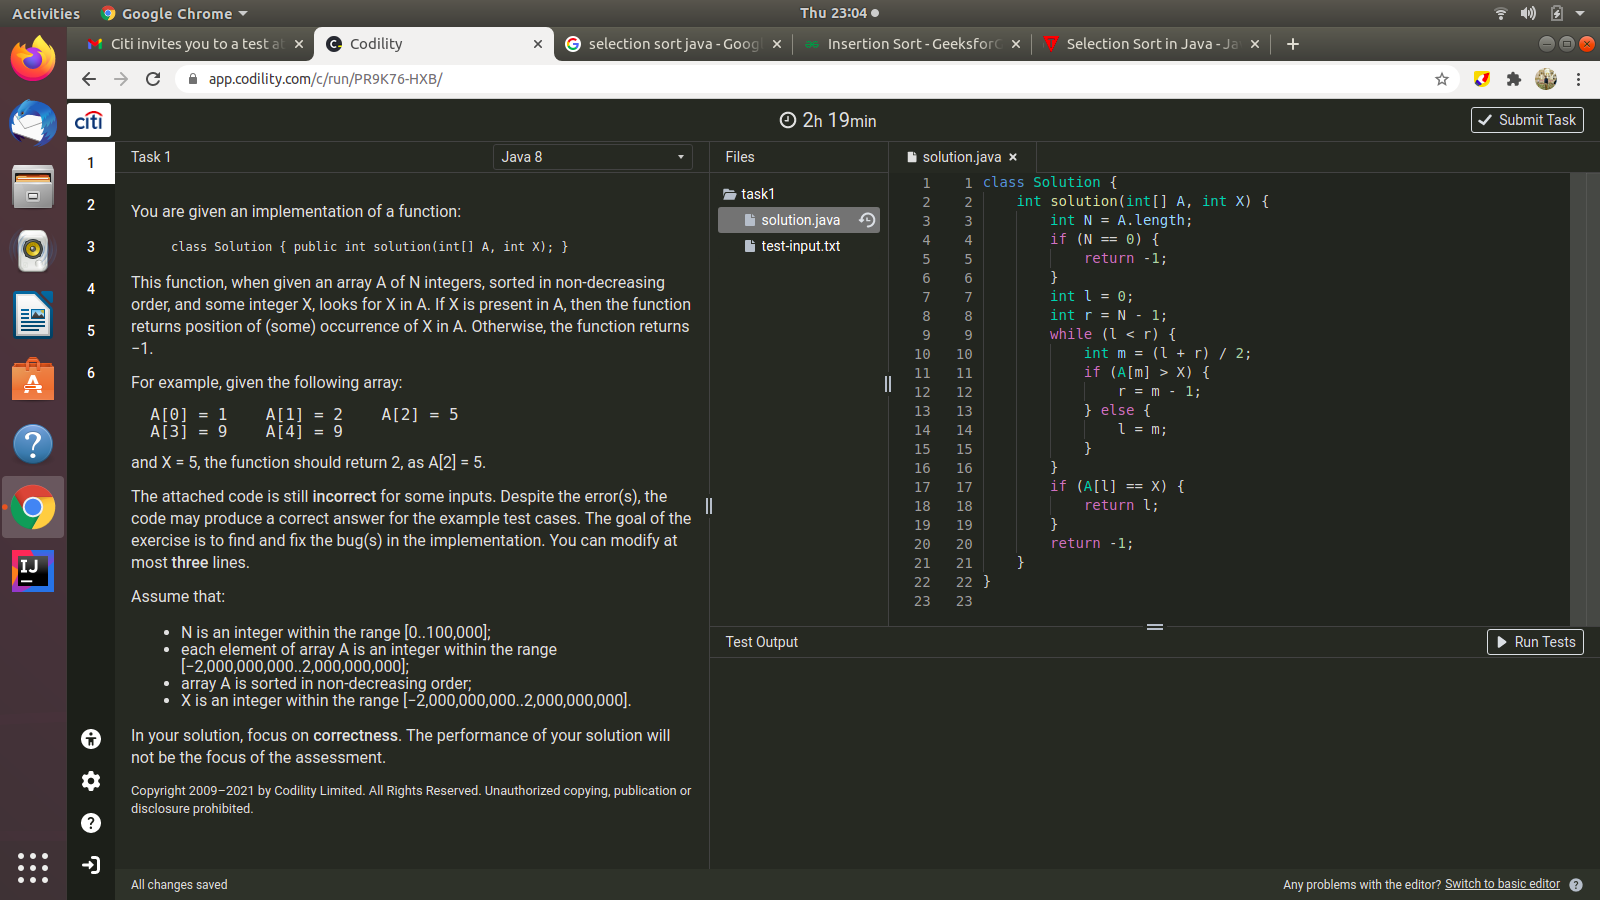 Activities
Google Chrome
Thu 23:04
Citi invites you to a test at
Codility
selection sort java - Goog
Insertion Sort - GeeksforG
Selection Sort in Java - Ja
app.codility.com/c/run/PR9K76-HXB/
citi
2h 19min
Submit Task
1
2
3
4
5
6
Task 1
Java 8
You are given an implementation of a function:
class Solution { public int solution(int[] A, int X); }
This function, when given an array A of N integers, sorted in non-decreasing
order, and some integer X, looks for X in A. If X is present in A, then the function
returns position of (some) occurrence of X in A. Otherwise, the function returns
−1.
For example, given the following array:
A[0] = 1 A[1] = 2 A[2] = 5
A[3] = 9 A[4] = 9
and X = 5, the function should return 2, as A[2] = 5.
The attached code is still incorrect for some inputs. Despite the error(s), the
code may produce a correct answer for the example test cases. The goal of the
exercise is to find and fix the bug(s) in the implementation. You can modify at
most three lines.
Assume that:
• N is an integer within the range [0..100,000];
• each element of array A is an integer within the range
[−2,000,000,000..2,000,000,000];
• array A is sorted in non-decreasing order;
• X is an integer within the range [−2,000,000,000..2,000,000,000].
In your solution, focus on correctness. The performance of your solution will
not be the focus of the assessment.
Copyright 2009–2021 by Codility Limited. All Rights Reserved. Unauthorized copying, publication or
disclosure prohibited.
All changes saved
Files
task1
solution.java
test-input.txt
solution.java
1 1 class Solution {
2 2 int solution(int[] A, int X) {
3 3 int N = A.length;
4 4 if (N == 0) {
5 5 return -1;
6 6 }
7 7 int l = 0;
8 8 int r = N - 1;
9 9 while (l < r) {
10 10 int m = (l + r) / 2;
11 11 if (A[m] > X) {
12 12 r = m - 1;
13 13 } else {
14 14 l = m;
15 15 }
16 16 }
17 17 if (A[l] == X) {
18 18 return l;
19 19 }
20 20 return -1;
21 21 }
22 22 }
23 23
Test Output
Run Tests
Any problems with the editor? Switch to basic editor ?